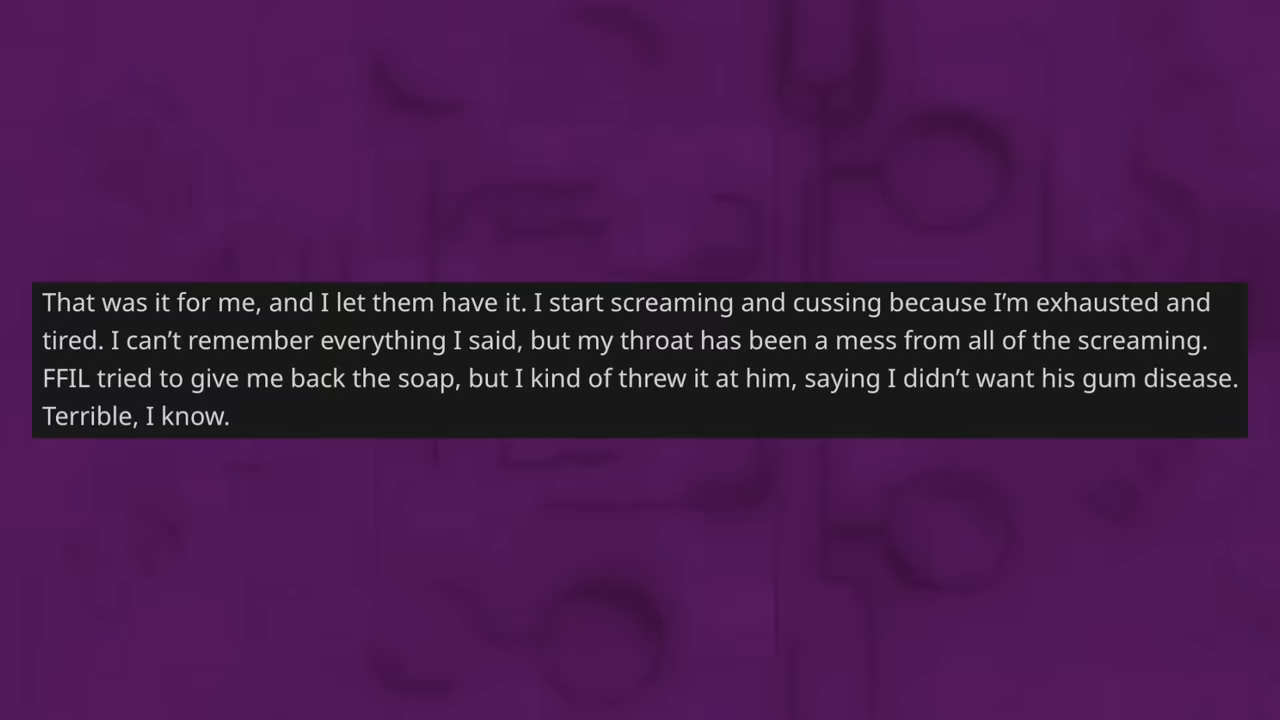 That was it for me, and I let them have it. I start screaming and cussing because I’m exhausted and
tired. I can’t remember everything I said, but my throat has been a mess from all of the screaming.
FFIL tried to give me back the soap, but I kind of threw it at him, saying I didn’t want his gum disease.
Terrible, I know.